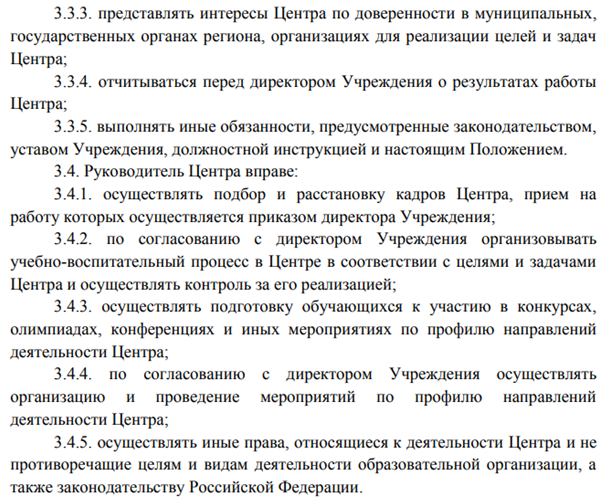 3.3.3. представлять интересы Центра по доверенности в муниципальных,
государственных органах региона, организациях для реализации целей и задач
Центра;
3.3.4. отчитываться перед директором Учреждения о результатах работы
Центра;
3.3.5. выполнять иные обязанности, предусмотренные законодательством,
уставом Учреждения, должностной инструкцией и настоящим Положением.
3.4. Руководитель Центра вправе:
3.4.1. осуществлять подбор и расстановку кадров Центра, прием на
работу которых осуществляется приказом директора Учреждения;
3.4.2. по согласованию с директором Учреждения организовывать
учебно-воспитательный процесс в Центре в соответствии с целями и задачами
Центра и осуществлять контроль за его реализацией;
3.4.3. осуществлять подготовку обучающихся к участию в конкурсах,
олимпиадах, конференциях и иных мероприятиях по профилю направлений
деятельности Центра;
3.4.4. по согласованию с директором Учреждения осуществлять
организацию и проведение мероприятий по профилю направлений
деятельности Центра;
3.4.5. осуществлять иные права, относящиеся к деятельности Центра и не
противоречащие целям и видам деятельности образовательной организации, а
также законодательству Российской Федерации.